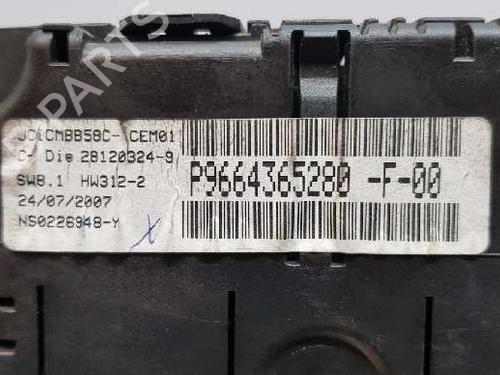 JCICMBB58C- CEM01
C- Die 28120324-9
SW8.1 HW312-2
24/07/2007
NS0226948-Y
P9664365280 -F-00
B-PARTS